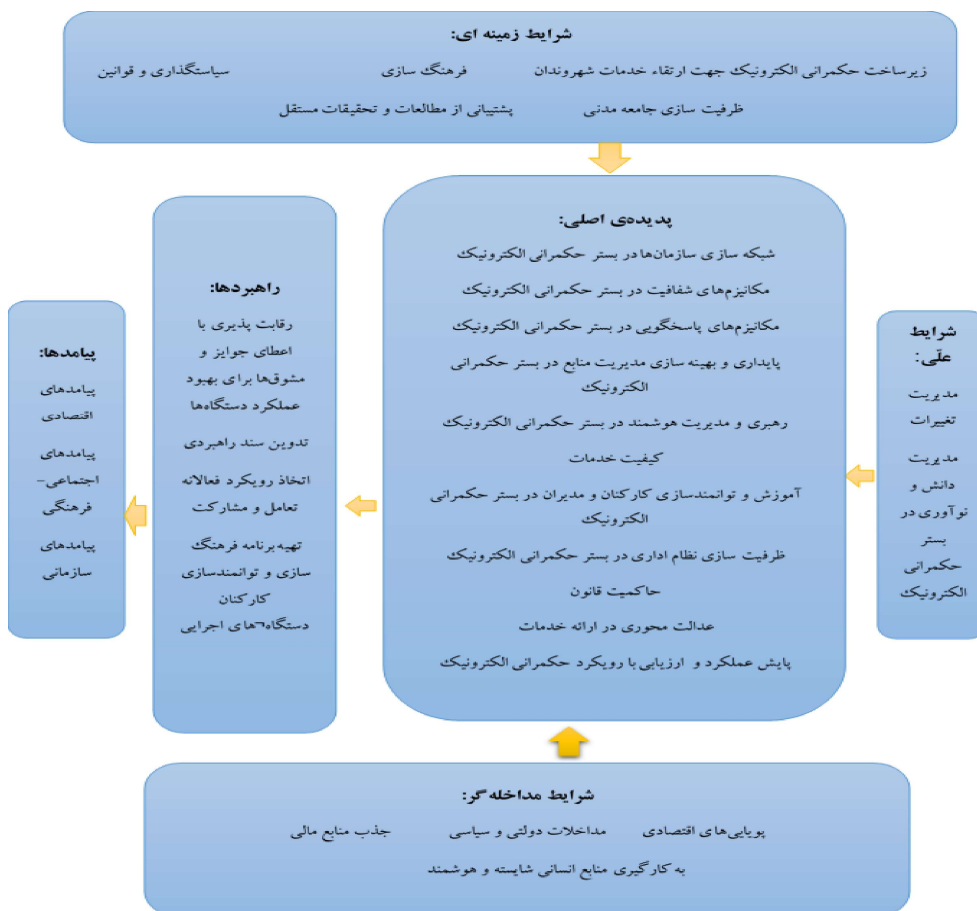 شرایط زمینه ای:
زیرساخت حکمرانی الکترونیک جهت ارتقاء خدمات شهروندان فرهنگ سازی سیاستگذاری و قوانین
ظرفیت سازی جامعه مدنی پشتیبانی از مطالعات و تحقیقات مستقل
شرایط
علّی:
مدیریت
تغییرات
مدیریت
دانش و
نوآوری در
بستر
حکمرانی
الکترونیک
پدیده‌ی اصلی:
شبکه سازی سازمان‌ها در بستر حکمرانی الکترونیک
مکانیزم‌های شفافیت در بستر حکمرانی الکترونیک
مکانیزم‌های پاسخگویی در بستر حکمرانی الکترونیک
پایداری و بهینه سازی مدیریت منابع در بستر حکمرانی
الکترونیک
رهبری و مدیریت هوشمند در بستر حکمرانی الکترونیک
کیفیت خدمات
آموزش و توانمندسازی کارکنان و مدیران در بستر حکمرانی
الکترونیک
ظرفیت سازی نظام اداری در بستر حکمرانی الکترونیک
حاکمیت قانون
عدالت محوری در ارائه خدمات
پایش عملکرد و ارزیابی با رویکرد حکمرانی الکترونیک
راهبردها:
رقابت پذیری با
اعطای جوایز و
مشوق‌ها برای بهبود
عملکرد دستگاه‌ها
تدوین سند راهبردی
اتخاذ رویکرد فعالانه
تعامل و مشارکت
تهیه برنامه فرهنگ
سازی و توانمندسازی
کارکنان
دستگاه¬های اجرایی
پیامدها:
پیامدهای
اقتصادی
پیامدهای
اجتماعی-
فرهنگی
پیامدهای
سازمانی
شرایط مداخله‌گر:
پویایی‌های اقتصادی مداخلات دولتی و سیاسی جذب منابع مالی
به کارگیری منابع انسانی شایسته و هوشمند